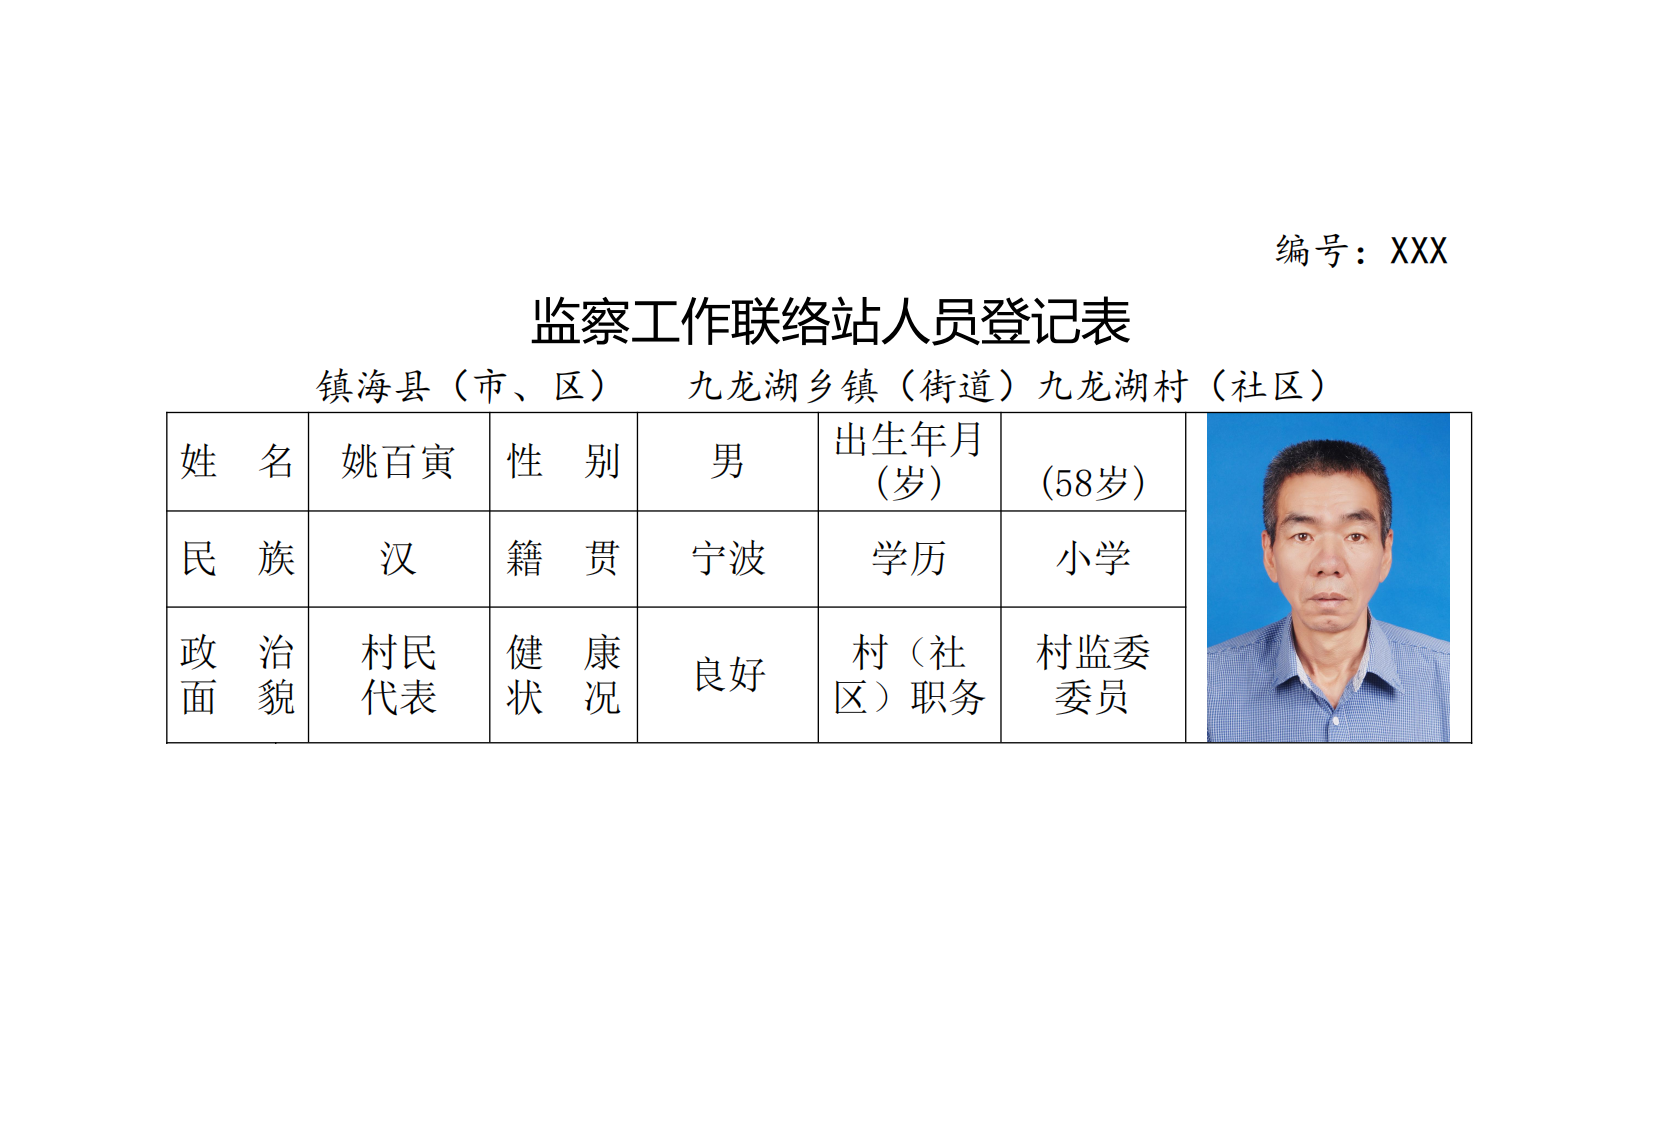 编号：XXX
监察工作联络站人员登记表
镇海县（市、区） 九龙湖乡镇（街道）九龙湖村（社区）
姓 名 姚百寅 性 别 男 出生年月（岁） （58岁）
民 族 汉 籍 贯 宁波 学历 小学
政 治 面 貌 村民代表 健 康 状 况 良好 村（社区）职务 村监委委员